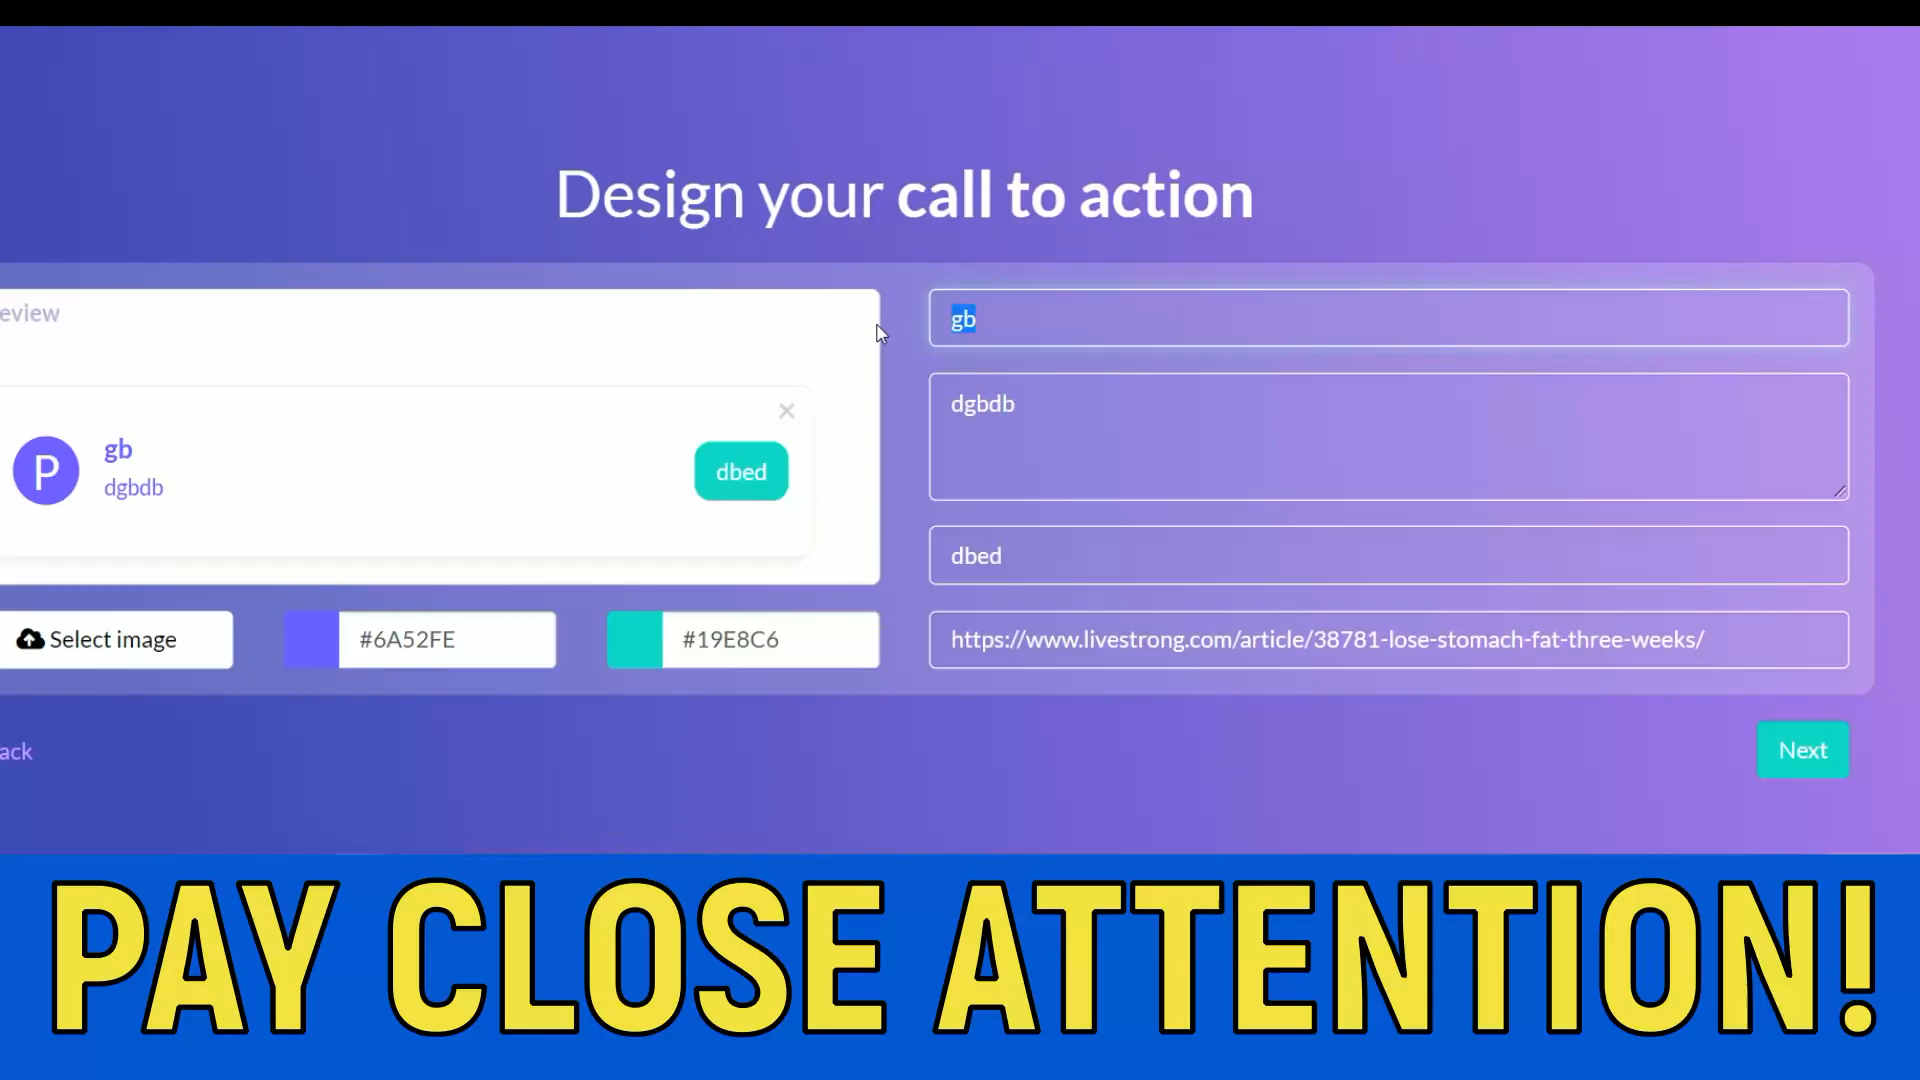 Design your call to action
eview
gb
dgbdb
dbed
P
Select image
#6A52FE
#19E8C6
gb
dgbdb
dbed
https://www.livestrong.com/article/38781-lose-stomach-fat-three-weeks/
ack
Next
PAY CLOSE ATTENTION!